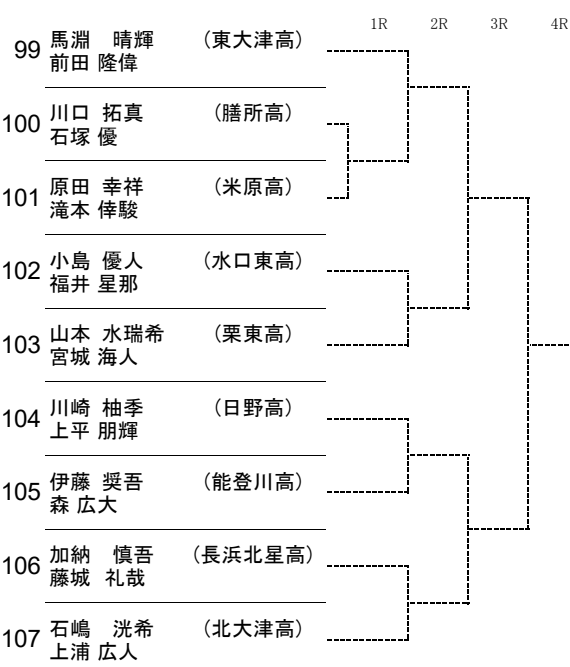 1R 2R 3R 4R
99 馬淵 晴輝 (東大津高)
前田 隆偉
100 川口 拓真 (膳所高)
石塚 優
101 原田 幸祥 (米原高)
滝本 倖駿
102 小島 優人 (水口東高)
福井 星那
103 山本 水瑞希 (栗東高)
宮城 海人
104 川崎 柚季 (日野高)
上平 朋輝
105 伊藤 奨吾 (能登川高)
森 広大
106 加納 慎吾 (長浜北星高)
藤城 礼哉
107 石嶋 洸希 (北大津高)
上浦 広人